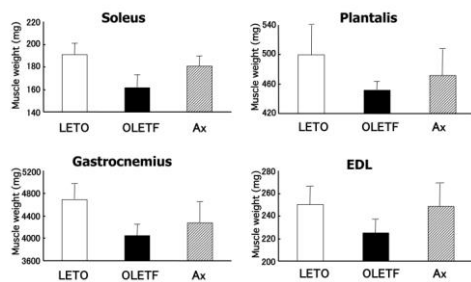 Soleus
Muscle weight (mg)
220
200
180
160
140
LETO OLETF Ax
Plantalis
Muscle weight (mg)
540
500
460
420
LETO OLETF Ax
Gastrocnemius
Muscle weight (mg)
5200
4800
4400
4000
3600
LETO OLETF Ax
EDL
Muscle weight (mg)
280
260
240
220
200
LETO OLETF Ax